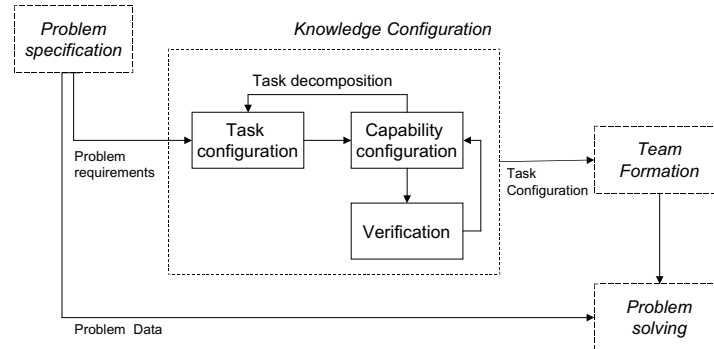 Problem
specification
Knowledge Configuration
Task decomposition
Task
configuration
Capability
configuration
Problem
requirements
Verification
Task
Configuration
Team
Formation
Problem Data
Problem
solving